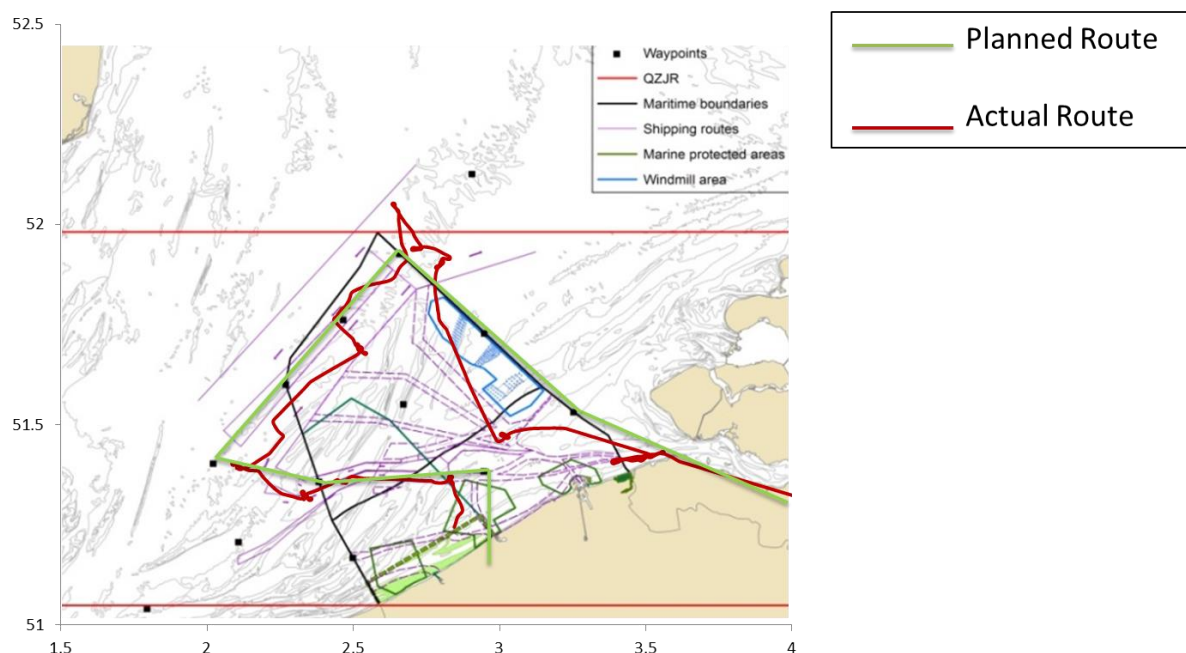 52.5
52
51.5
51
1.5
2
2.5
3
3.5
4
Waypoints
QZJR
Maritime boundaries
Shipping routes
Marine protected areas
Windmill area
Planned Route
Actual Route